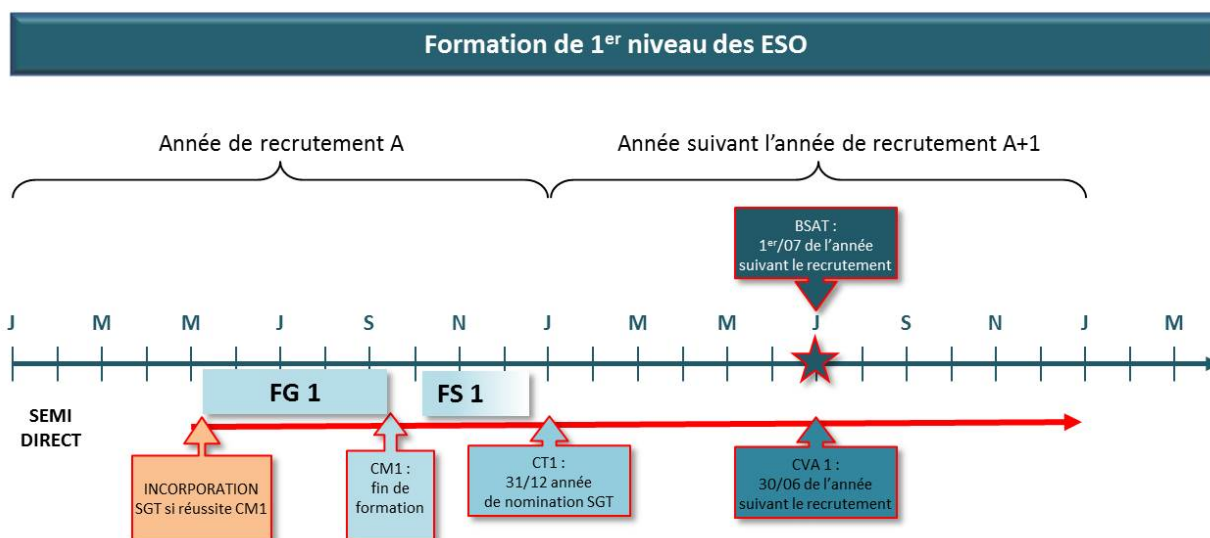 Formation de 1er niveau des ESO
Année de recrutement A
Année suivant l’année de recrutement A+1
BSAT :
1er/07 de l’année
suivant le recrutement
J M M J S N J M M J S N J M
FG 1
FS 1
SEMI
DIRECT
INCORPORATION
SGT si réussite CM1
CM1 :
fin de
formation
CT1 :
31/12 année
de nomination SGT
CVA 1 :
30/06 de l’année
suivant le recrutement